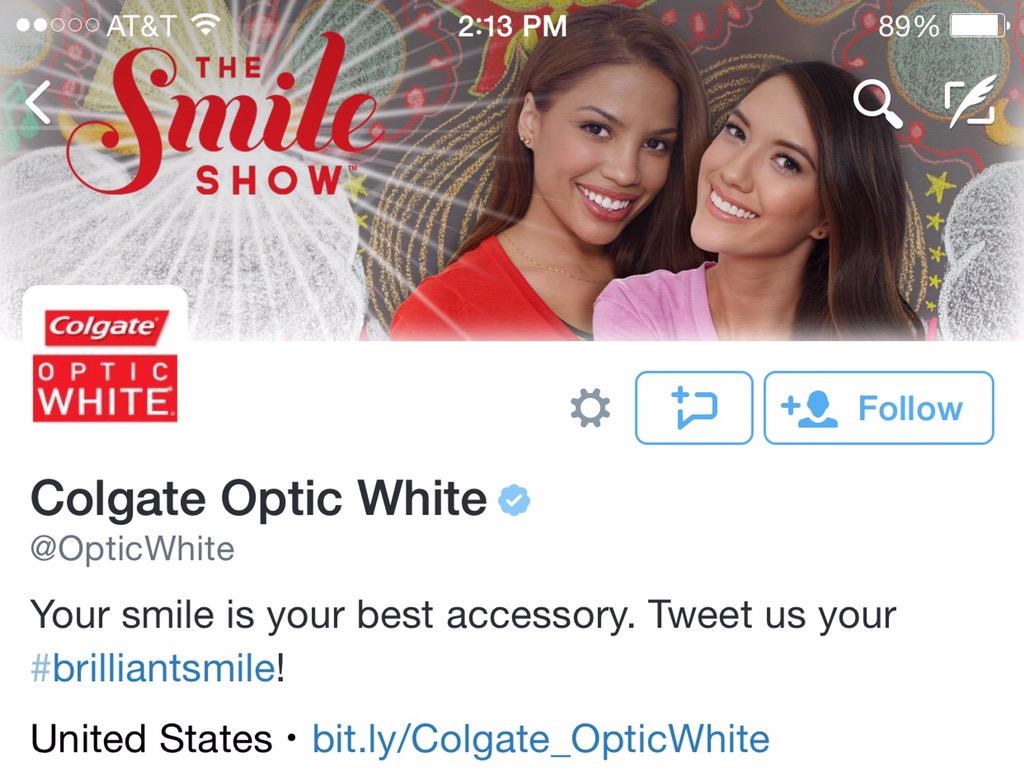 AT&T 2:13 PM 89%
THE
Smile
SHOW™
Colgate®
OPTIC
WHITE
Colgate Optic White
@OpticWhite
Follow
Your smile is your best accessory. Tweet us your
#brilliantsmile!
United States • bit.ly/Colgate_OpticWhite